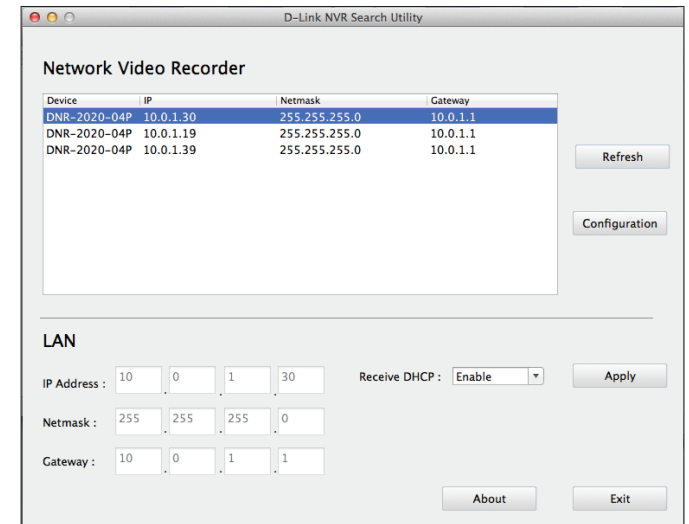 D-Link NVR Search Utility
Network Video Recorder
Device IP Netmask Gateway
DNR-2020-04P 10.0.1.30 255.255.255.0 10.0.1.1
DNR-2020-04P 10.0.1.19 255.255.255.0 10.0.1.1
DNR-2020-04P 10.0.1.39 255.255.255.0 10.0.1.1
Refresh
Configuration
LAN
IP Address : 10 . 0 . 1 . 30 Receive DHCP : Enable Apply
Netmask : 255 . 255 . 255 . 0
Gateway : 10 . 0 . 1 . 1
About Exit